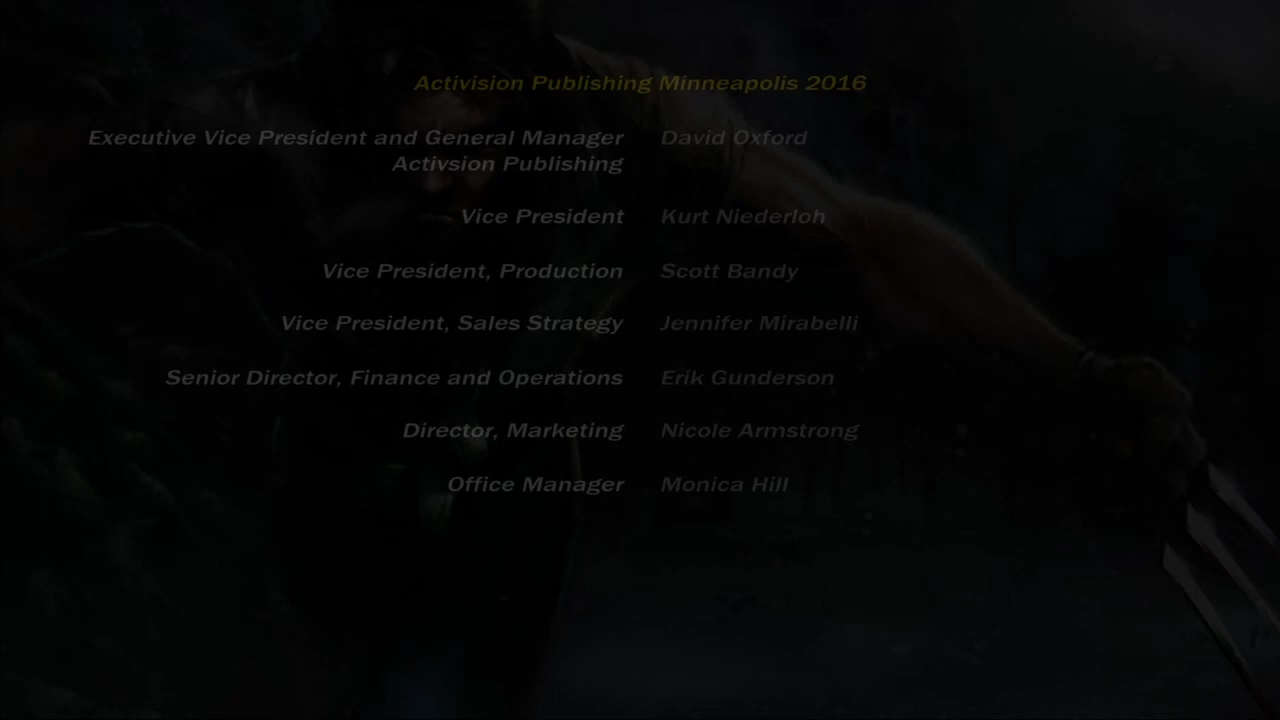 Activision Publishing Minneapolis 2016
Executive Vice President and General Manager David Oxford
Activsion Publishing
Vice President Kurt Niederloh
Vice President, Production Scott Bandy
Vice President, Sales Strategy Jennifer Mirabelli
Senior Director, Finance and Operations Erik Gunderson
Director, Marketing Nicole Armstrong
Office Manager Monica Hill